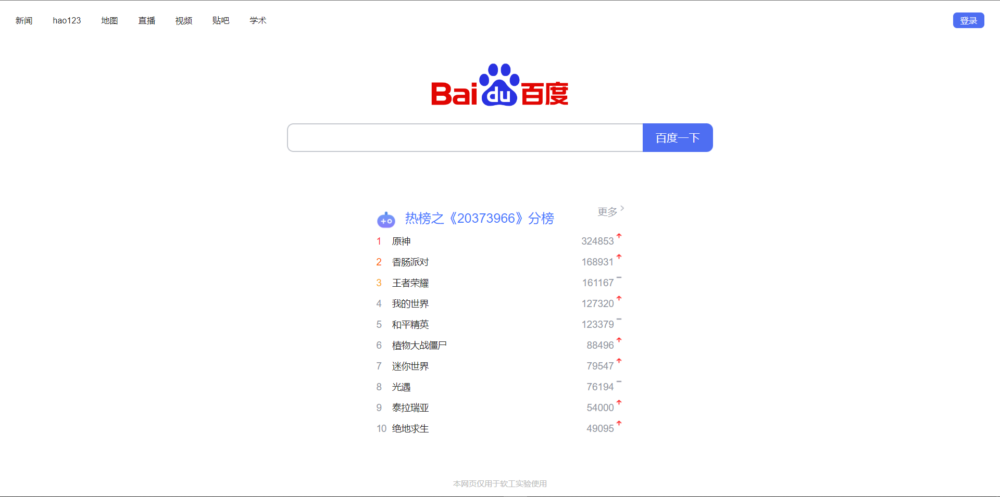 新闻 hao123 地图 直播 视频 贴吧 学术 登录
Baidu百度
百度一下
热榜之《20373966》分榜 更多
1 原神 324853
2 香肠派对 168931
3 王者荣耀 161167
4 我的世界 127320
5 和平精英 123379
6 植物大战僵尸 88496
7 迷你世界 79547
8 光遇 76194
9 泰拉瑞亚 54000
10 绝地求生 49095
本网页仅用于软工实验使用